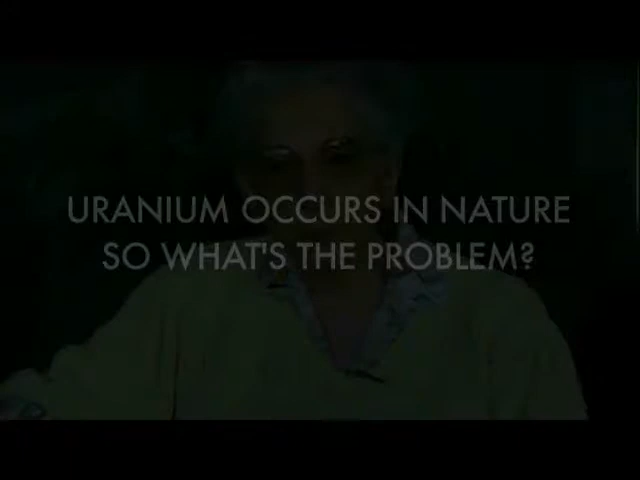 URANIUM OCCURS IN NATURE
SO WHAT'S THE PROBLEM?